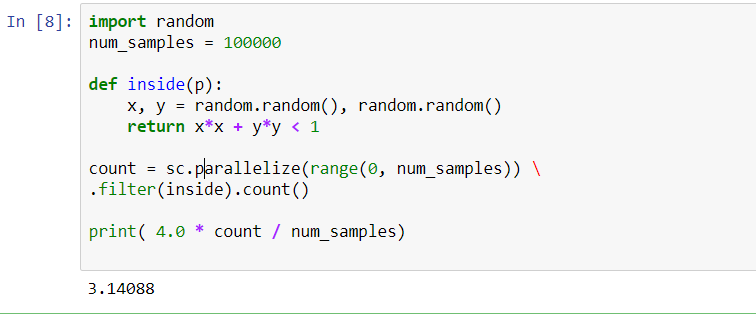 In [8]: import random
num_samples = 100000
def inside(p):
x, y = random.random(), random.random()
return x*x + y*y < 1
count = sc.parallelize(range(0, num_samples)) \
.filter(inside).count()
print( 4.0 * count / num_samples)
3.14088